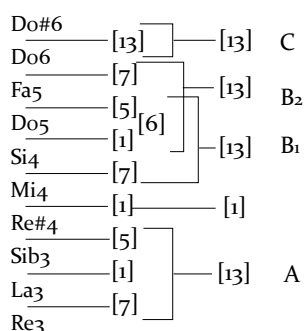 Do#6
[13] [13] C
Do6
[7]
[13] B2
Fa5
[5]
[6]
Do5
[1]
[13] B1
Si4
[7]
Mi4
[1] [1]
Re#4
[5]
Sib3
[1] [13] A
La3
[7]
Re3